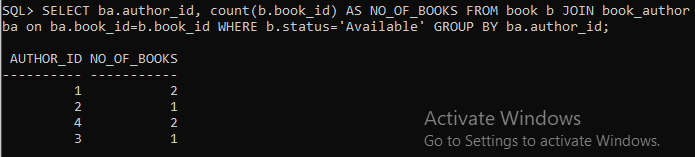 SQL> SELECT ba.author_id, count(b.book_id) AS NO_OF_BOOKS FROM book b JOIN book_author
ba on ba.book_id=b.book_id WHERE b.status='Available' GROUP BY ba.author_id;
AUTHOR_ID NO_OF_BOOKS
---------- -----------
1 2
2 1
4 2
3 1
Activate Windows
Go to Settings to activate Windows.